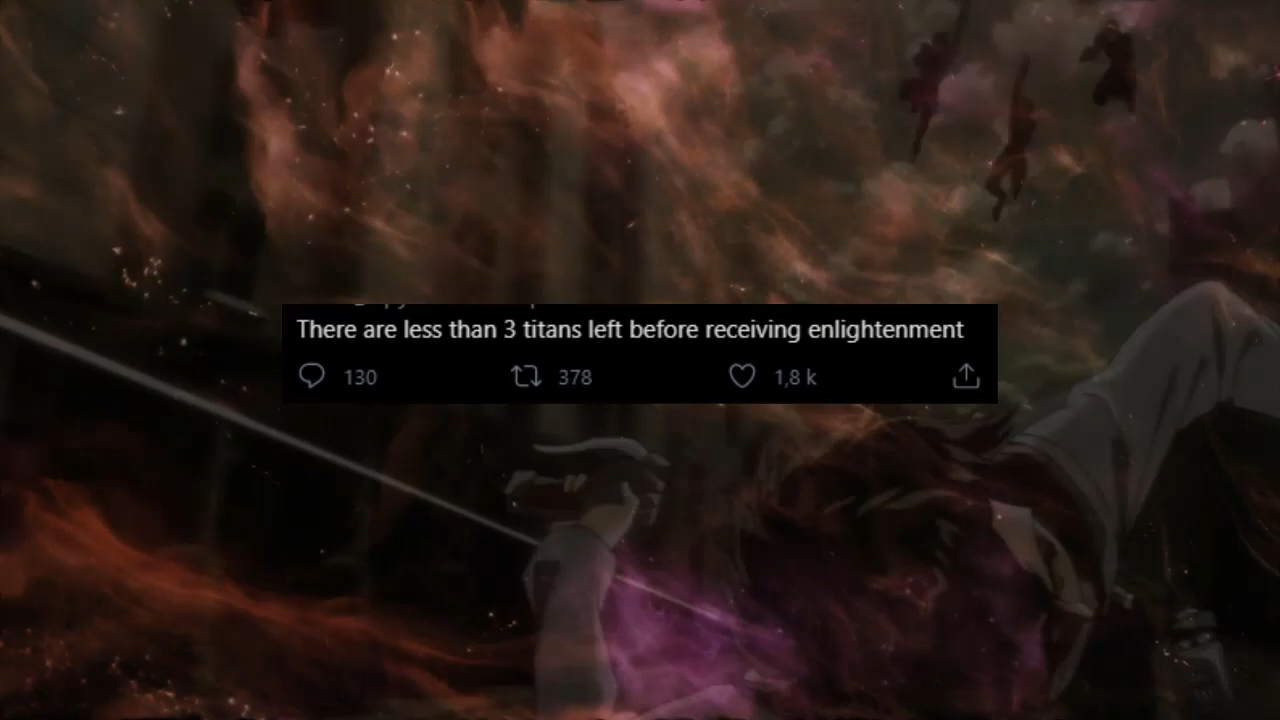 There are less than 3 titans left before receiving enlightenment
130 378 1,8 k